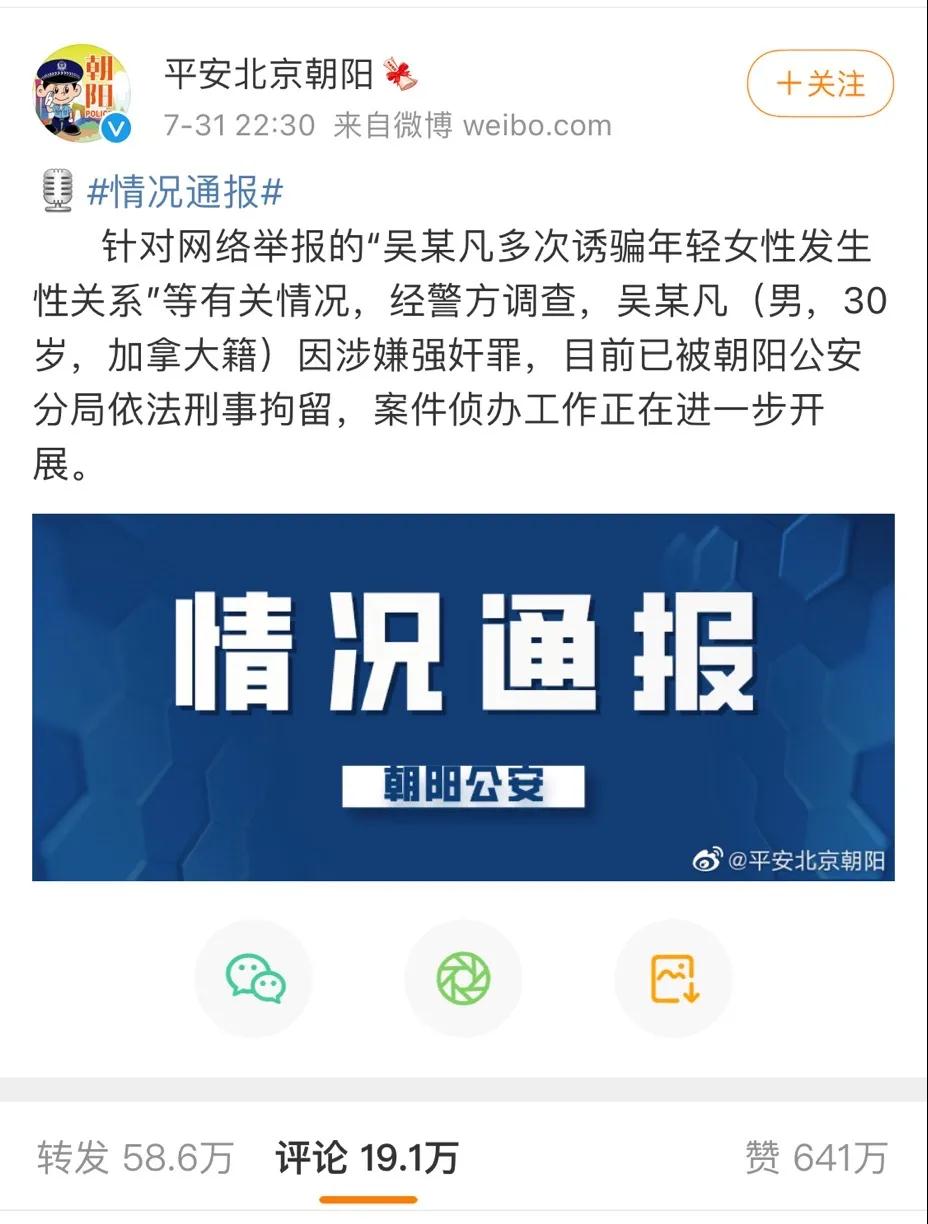 朝
阳
POLICE
平安北京朝阳
+关注
7-31 22:30 来自微博 weibo.com
#情况通报#
针对网络举报的“吴某凡多次诱骗年轻女性发生
性关系”等有关情况，经警方调查，吴某凡（男，30
岁，加拿大籍）因涉嫌强奸罪，目前已被朝阳公安
分局依法刑事拘留，案件侦办工作正在进一步开
展。
情况通报
朝阳公安
@平安北京朝阳
转发 58.6万 评论 19.1万 赞 641万